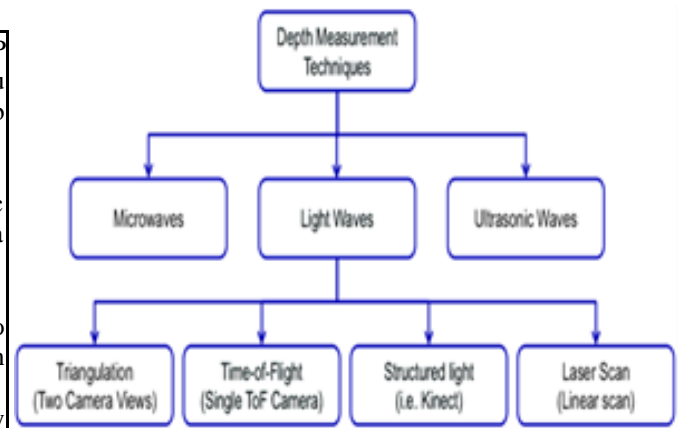 Depth Measurement
Techniques
Microwaves
Light Waves
Ultrasonic Waves
Triangulation
(Two Camera Views)
Time-of-Flight
(Single ToF Camera)
Structured light
(i.e. Kinect)
Laser Scan
(Linear scan)